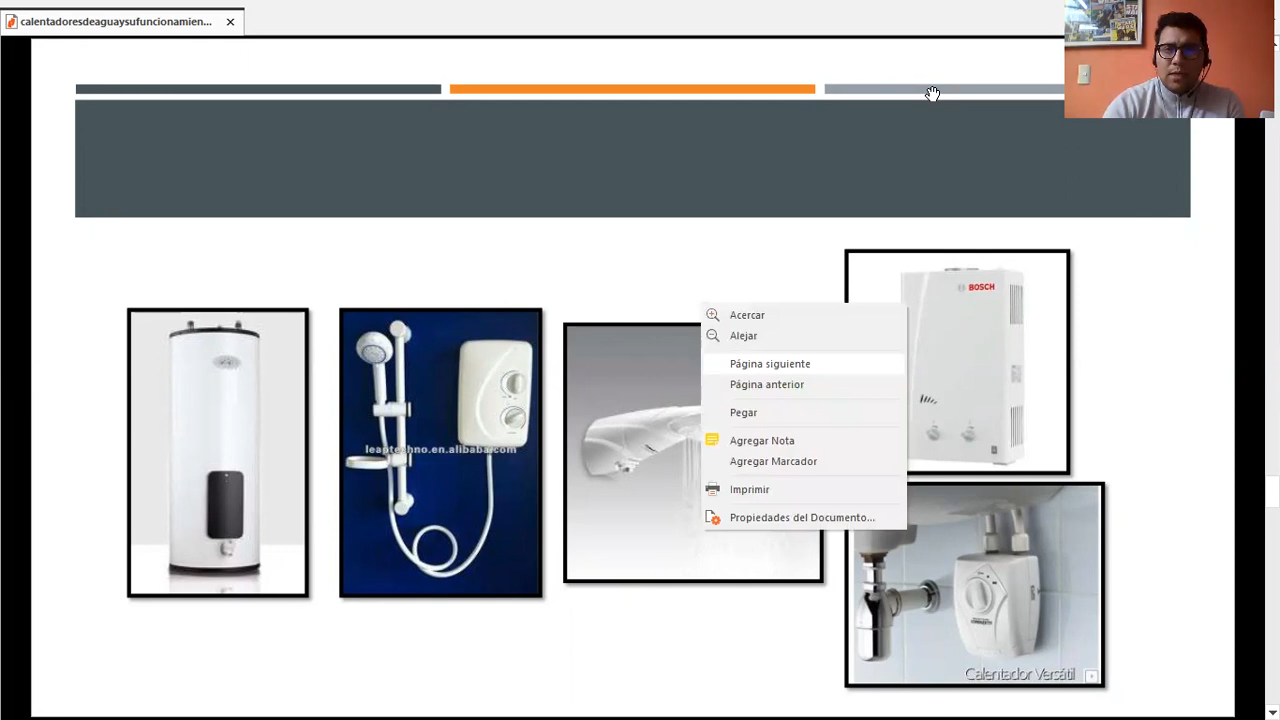 calentadoresdeaguaysufuncionamien...
BOSCH
Acercar
Alejar
Página siguiente
Página anterior
Pegar
Agregar Nota
Agregar Marcador
Imprimir
Propiedades del Documento...
leaptechno.en.alibaba.com
Calentador Versátil